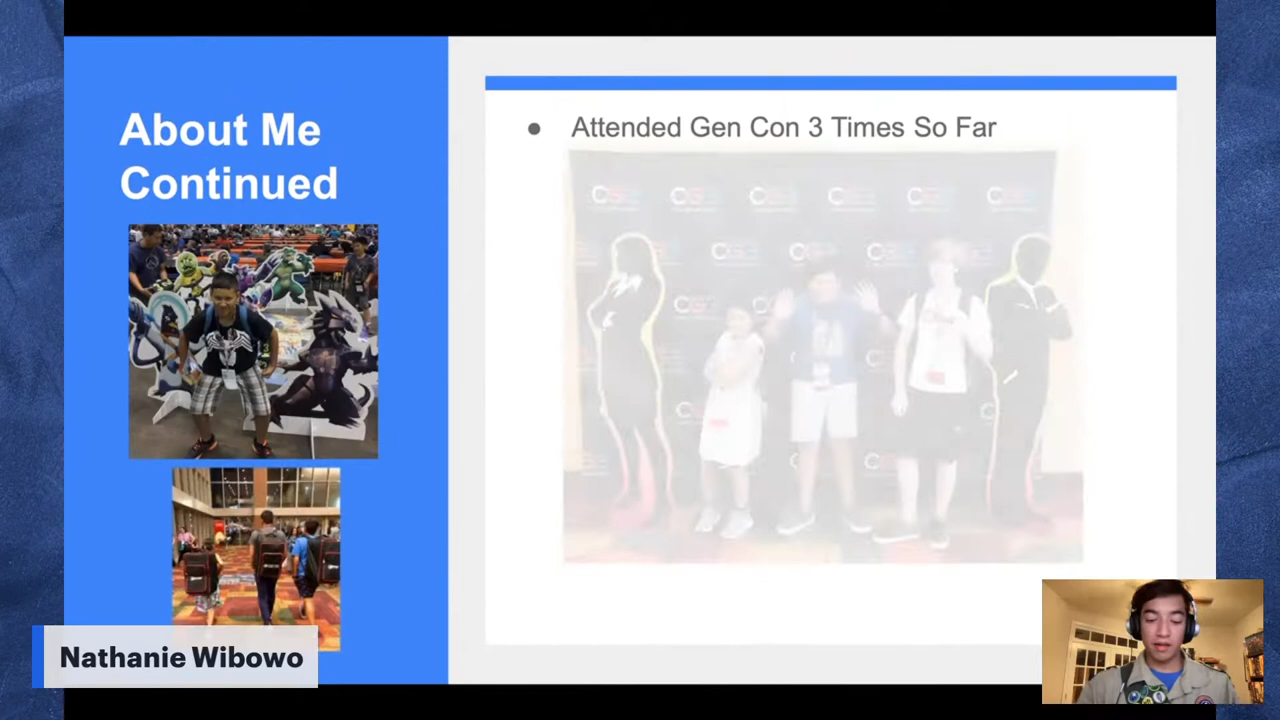 About Me
Continued
● Attended Gen Con 3 Times So Far
Nathanie Wibowo